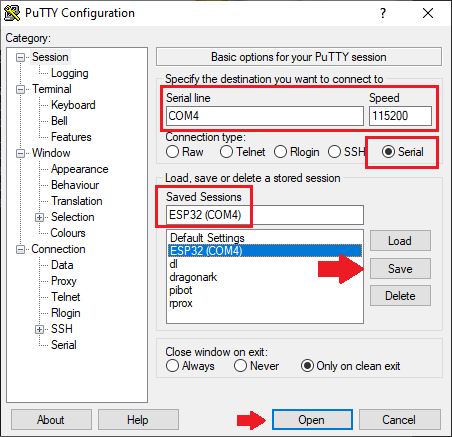 PuTTY Configuration
Category:
Session
Logging
Terminal
Keyboard
Bell
Features
Window
Appearance
Behaviour
Translation
Selection
Colours
Connection
Data
Proxy
Telnet
Rlogin
SSH
Serial
Basic options for your PuTTY session
Specify the destination you want to connect to
Serial line Speed
COM4 115200
Connection type:
Raw Telnet Rlogin SSH Serial
Load, save or delete a stored session
Saved Sessions
ESP32 (COM4)
Default Settings
ESP32 (COM4)
dl
dragonark
pibot
rprox
Load
Save
Delete
Close window on exit:
Always Never Only on clean exit
About Help Open Cancel